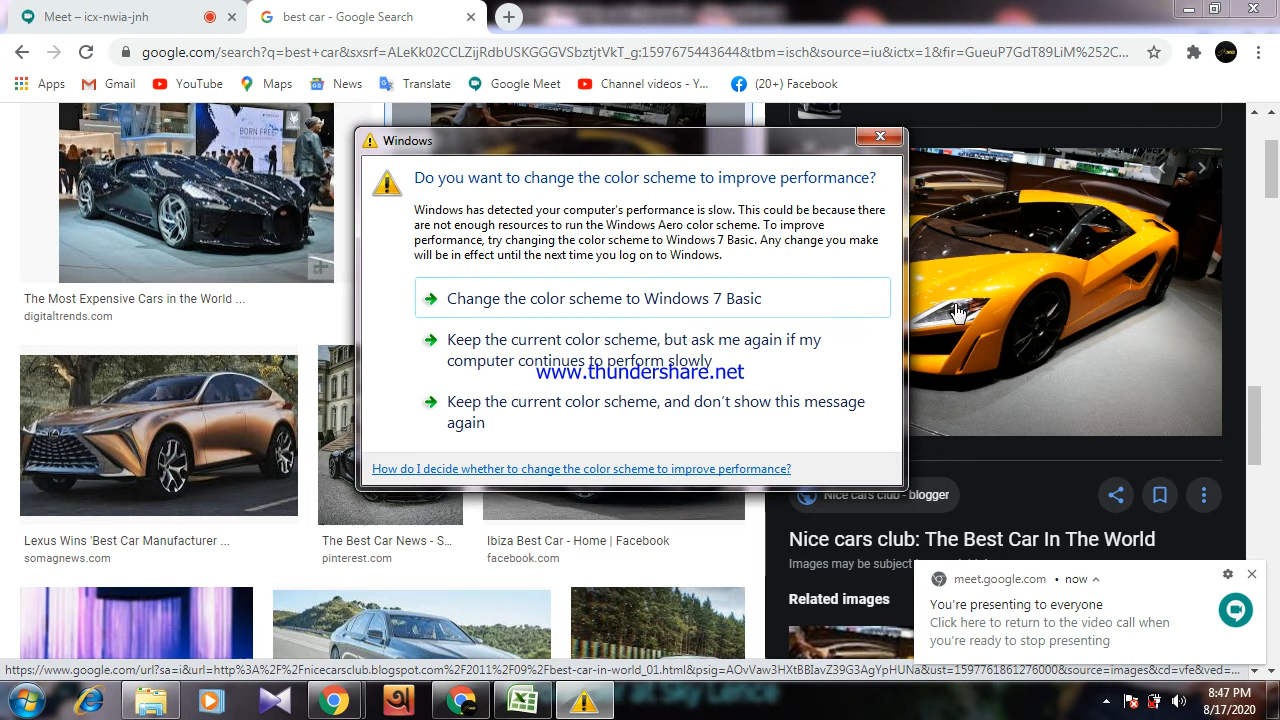 Meet – icx-nwia-jnh
best car - Google Search
google.com/search?q=best+car&sxsrf=ALeKk02CCLZijRdbUSKGGGVSbztjtVkT_g:1597675443644&tbm=isch&source=iu&ictx=1&fir=GueuP7GdT89LiM%252C...
Apps
Gmail
YouTube
Maps
News
Translate
Google Meet
Channel videos - Y...
(20+) Facebook
BORN FREE
Windows
Do you want to change the color scheme to improve performance?
Windows has detected your computer's performance is slow. This could be because there
are not enough resources to run the Windows Aero color scheme. To improve
performance, try changing the color scheme to Windows 7 Basic. Any change you make
will be in effect until the next time you log on to Windows.
Change the color scheme to Windows 7 Basic
Keep the current color scheme, but ask me again if my
computer continues to perform slowly
www.thundershare.net
Keep the current color scheme, and don't show this message
again
How do I decide whether to change the color scheme to improve performance?
The Most Expensive Cars in the World ...
digitaltrends.com
Lexus Wins 'Best Car Manufacturer ...
somagnews.com
The Best Car News - S...
pinterest.com
Ibiza Best Car - Home | Facebook
facebook.com
Nice cars club - blogger
Nice cars club: The Best Car In The World
Images may be subject
Related images
meet.google.com • now
You're presenting to everyone
Click here to return to the video call when
you're ready to stop presenting
https://www.google.com/url?sa=i&url=http%3A%2F%2Fnicecarsclub.blogspot.com%2F2011%2F09%2Fbest-car-in-world_01.html&psig=AOvVaw3HXtBBIavZ39G3AgYpHUNa&ust=1597761861276000&source=images&cd=vfe&ved=...
অ
8:47 PM
8/17/2020